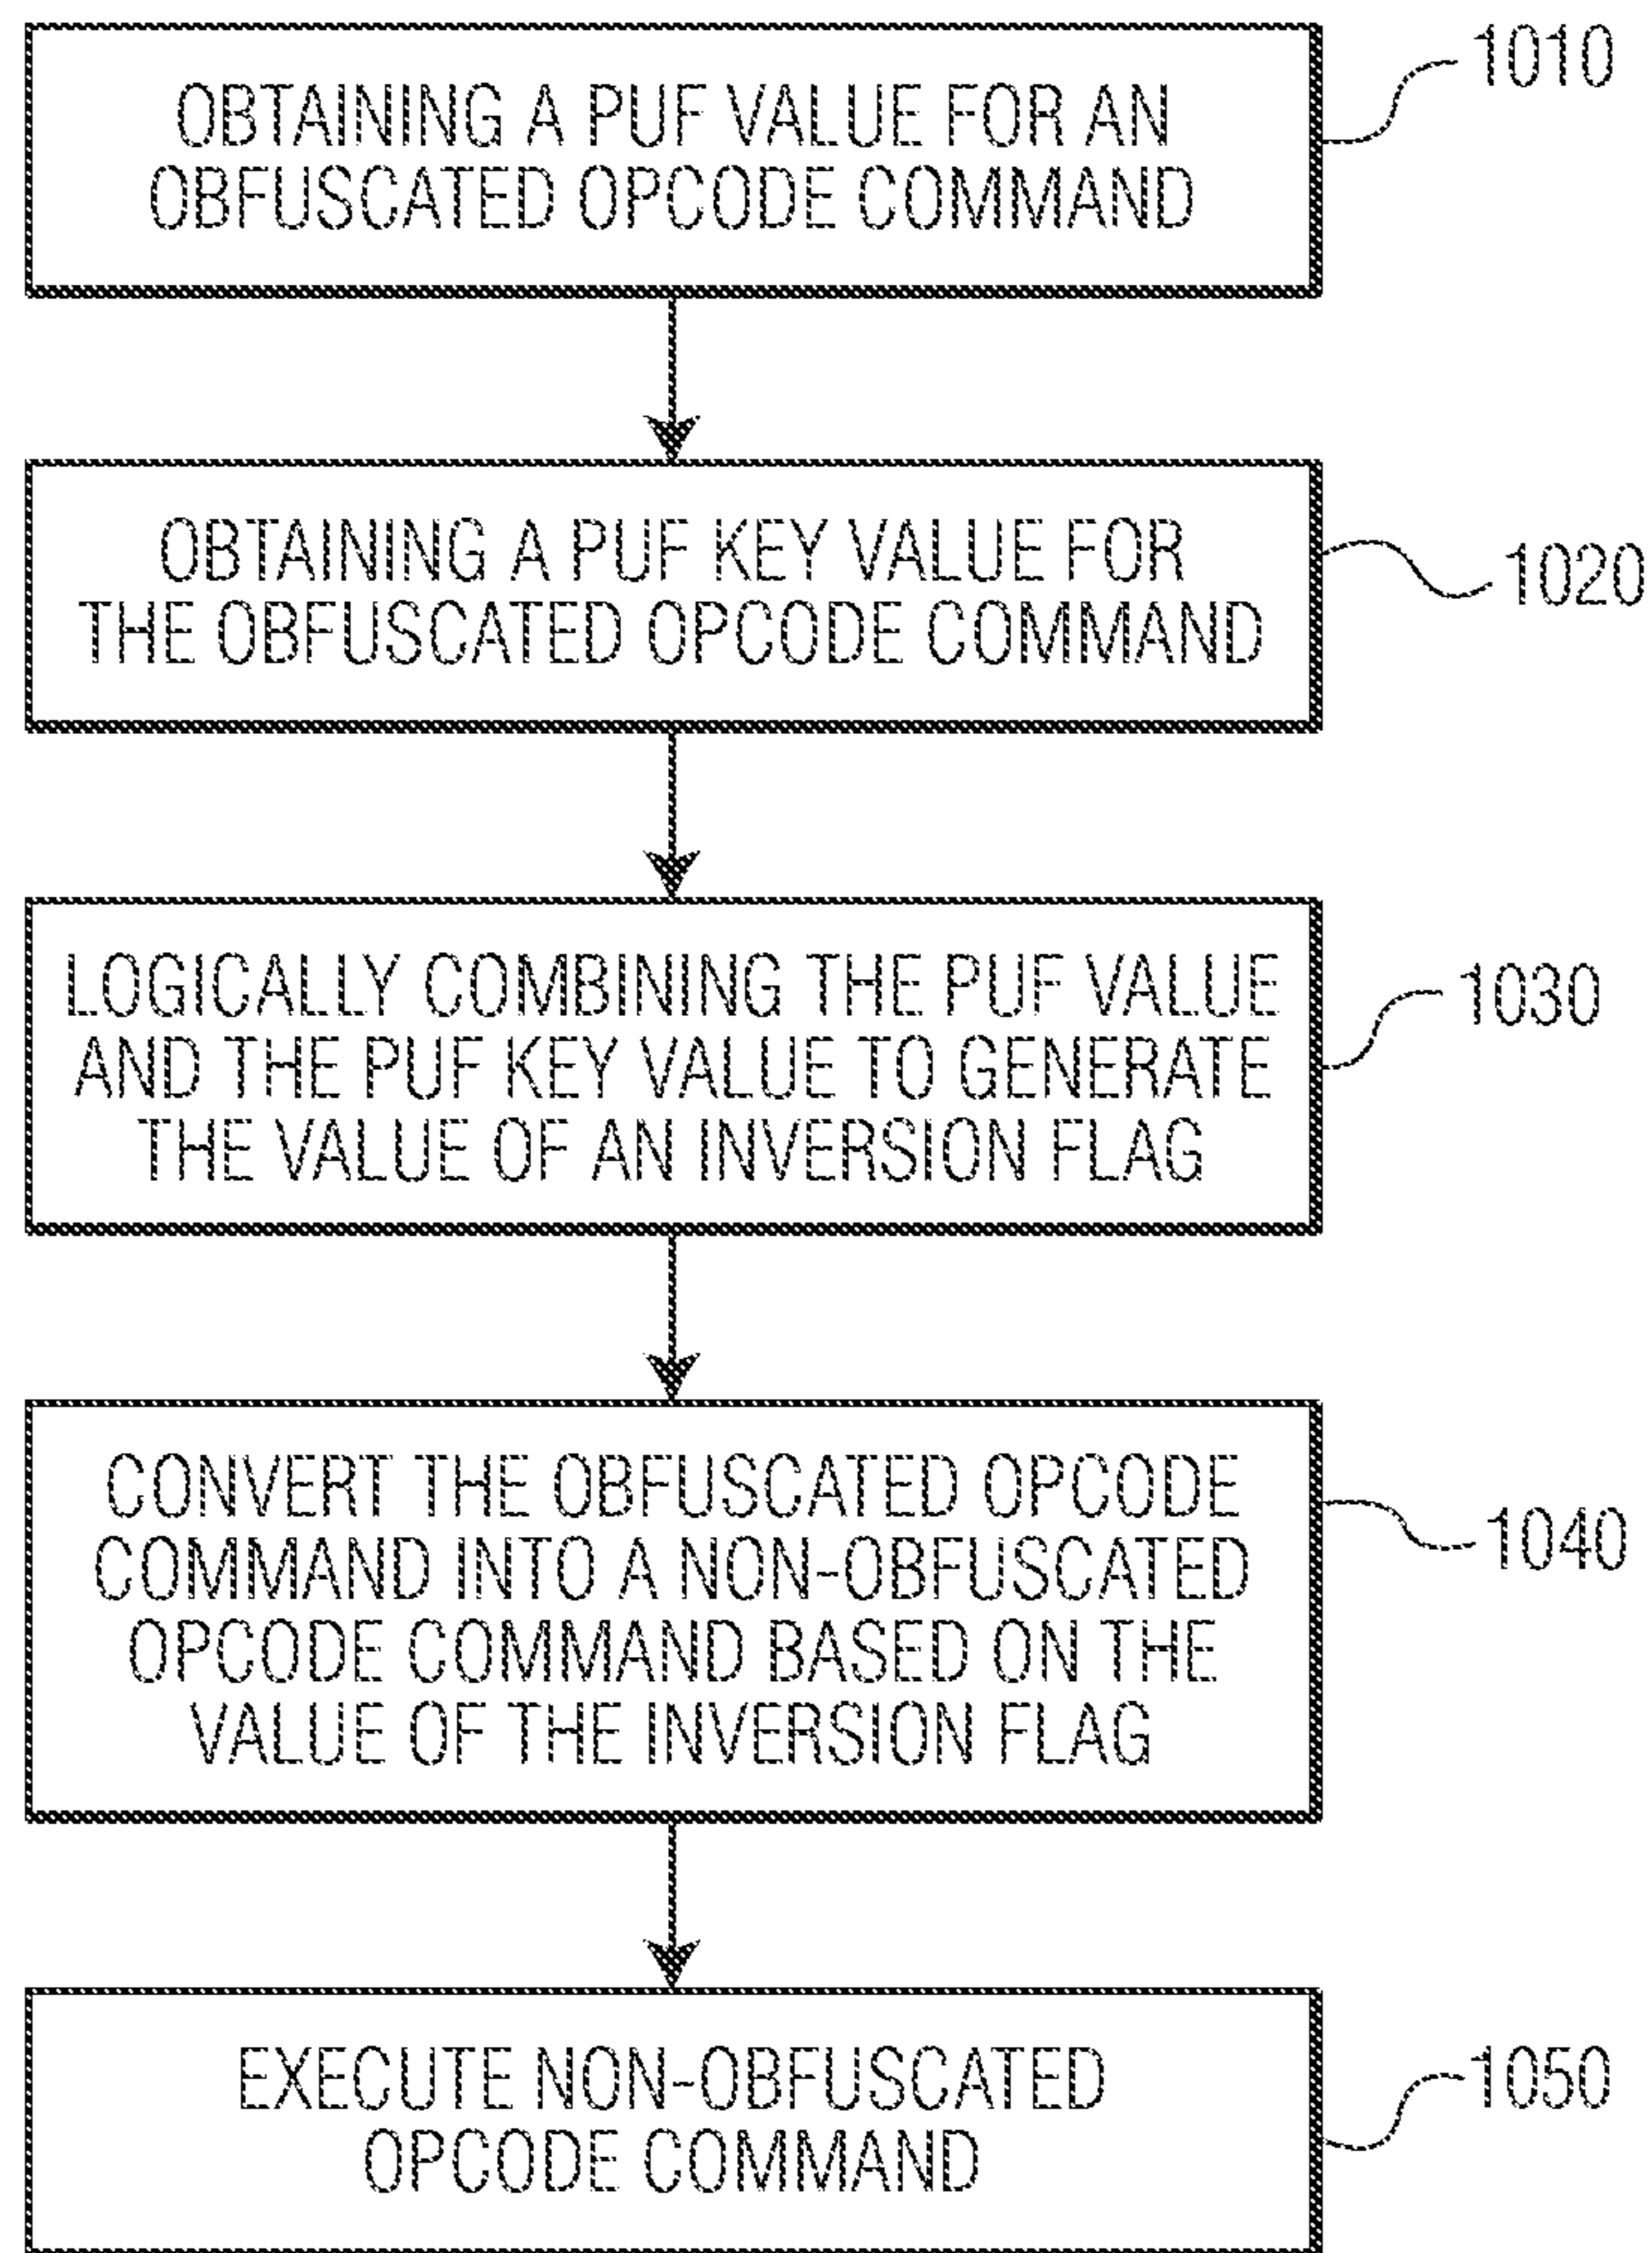 OBTAINING A PUF VALUE FOR AN
OBFUSCATED OPCODE COMMAND
1010
OBTAINING A PUF KEY VALUE FOR
THE OBFUSCATED OPCODE COMMAND
1020
LOGICALLY COMBINING THE PUF VALUE
AND THE PUF KEY VALUE TO GENERATE
THE VALUE OF AN INVERSION FLAG
1030
CONVERT THE OBFUSCATED OPCODE
COMMAND INTO A NON-OBFUSCATED
OPCODE COMMAND BASED ON THE
VALUE OF THE INVERSION FLAG
1040
EXECUTE NON-OBFUSCATED
OPCODE COMMAND
1050